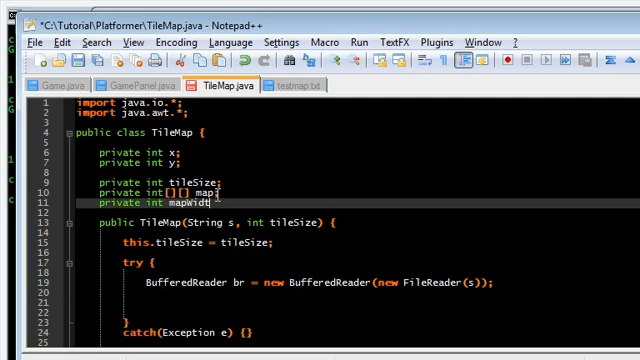 *C:\Tutorial\Platformer\TileMap.java - Notepad++
File Edit Search View Encoding Language Settings Macro Run TextFX Plugins Window ?
Game.java GamePanel.java TileMap.java testmap.txt
1 import java.io.*;
2 import java.awt.*;
3
4 public class TileMap {
5
6 private int x;
7 private int y;
8
9 private int tileSize;
10 private int[][] map;
11 private int mapWidt
12
13 public TileMap(String s, int tileSize) {
14
15 this.tileSize = tileSize;
16
17 try {
18
19 BufferedReader br = new BufferedReader(new FileReader(s));
20
21
22
23 }
24 catch(Exception e) {}
25